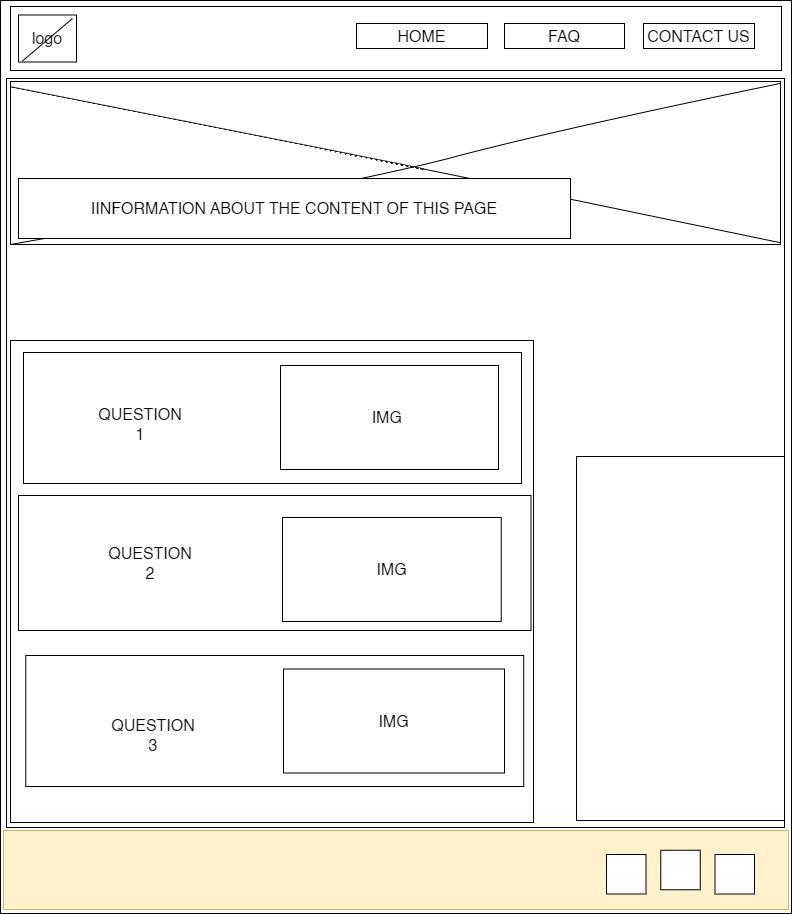 logo
HOME
FAQ
CONTACT US
IINFORMATION ABOUT THE CONTENT OF THIS PAGE
QUESTION
1
IMG
QUESTION
2
IMG
QUESTION
3
IMG